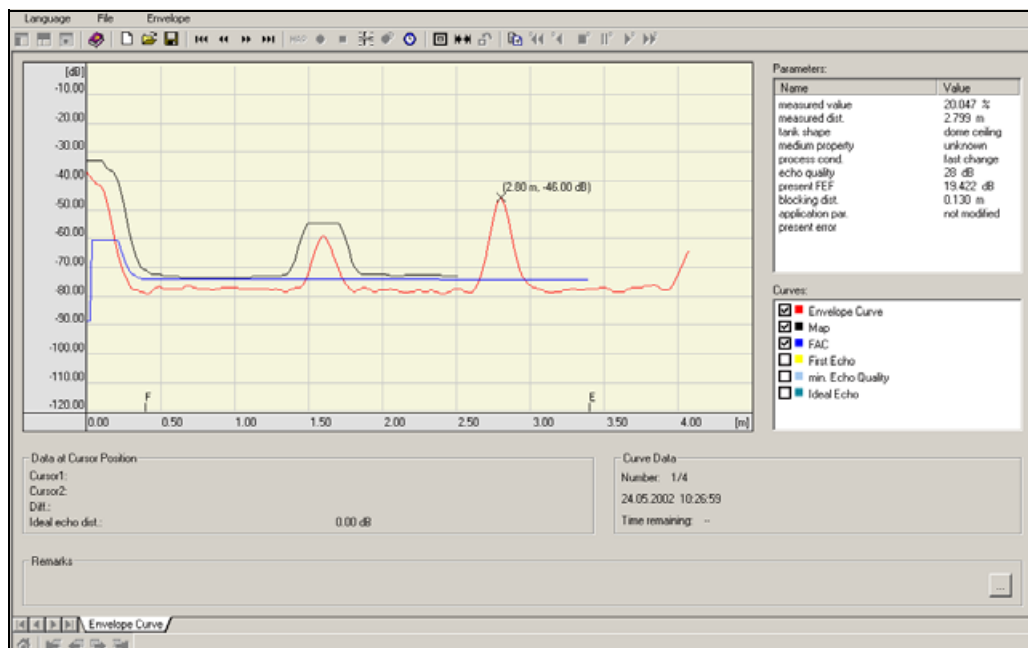 Language File Envelope
MAP
[dB]
-10.00
-20.00
-30.00
-40.00
-50.00
-60.00
-70.00
-80.00
-90.00
-100.00
-110.00
-120.00
(2.80 m, -46.00 dB)
F
E
0.00 0.50 1.00 1.50 2.00 2.50 3.00 3.50 4.00 [m]
Parameters:
Name Value
measured value 20.047 %
measured dist. 2.799 m
tank shape dome ceiling
medium property unknown
process cond. fast change
echo quality 28 dB
present FEF 19.422 dB
blocking dist. 0.130 m
application par. not modified
present error
Curves:
Envelope Curve
Map
FAC
First Echo
min. Echo Quality
Ideal Echo
Data at Cursor Position
Cursor1:
Cursor2:
Diff.:
Ideal echo dist.: 0.00 dB
Curve Data
Number: 1/4
24.05.2002 10:26:59
Time remaining: --
Remarks
...
Envelope Curve